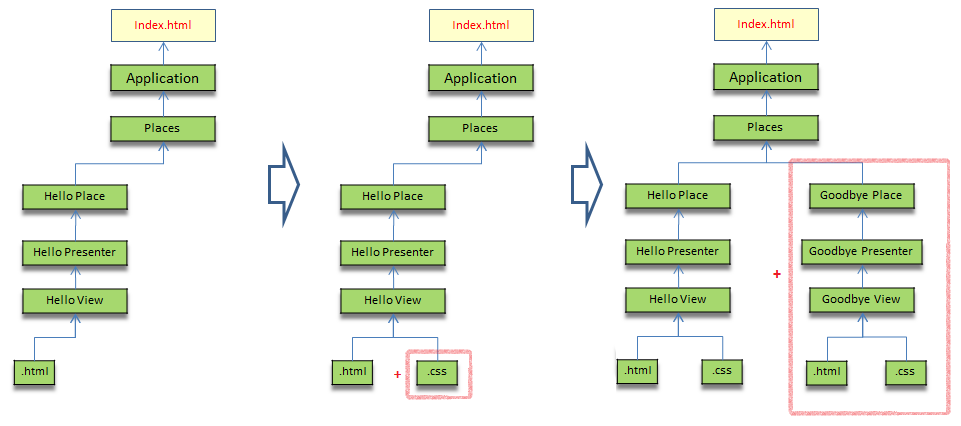 Index.html
Application
Places
Hello Place
Hello Presenter
Hello View
.html
Index.html
Application
Places
Hello Place
Hello Presenter
Hello View
.html
+
.css
Index.html
Application
Places
Hello Place
Hello Presenter
Hello View
.html
.css
+
Goodbye Place
Goodbye Presenter
Goodbye View
.html
.css